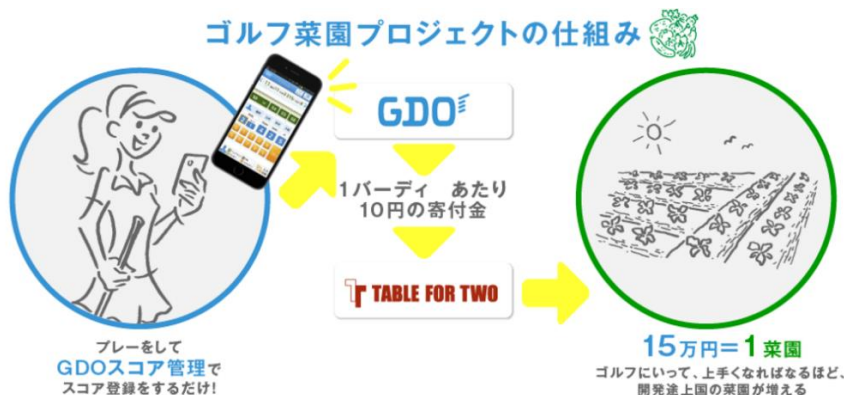 ゴルフ菜園プロジェクトの仕組み
GDO
1バーディ あたり
10円の寄付金
TABLE FOR TWO
プレーをして
GDOスコア管理で
スコア登録をするだけ!
15万円=1菜園
ゴルフにいって、上手くなればなるほど、
開発途上国の菜園が増える